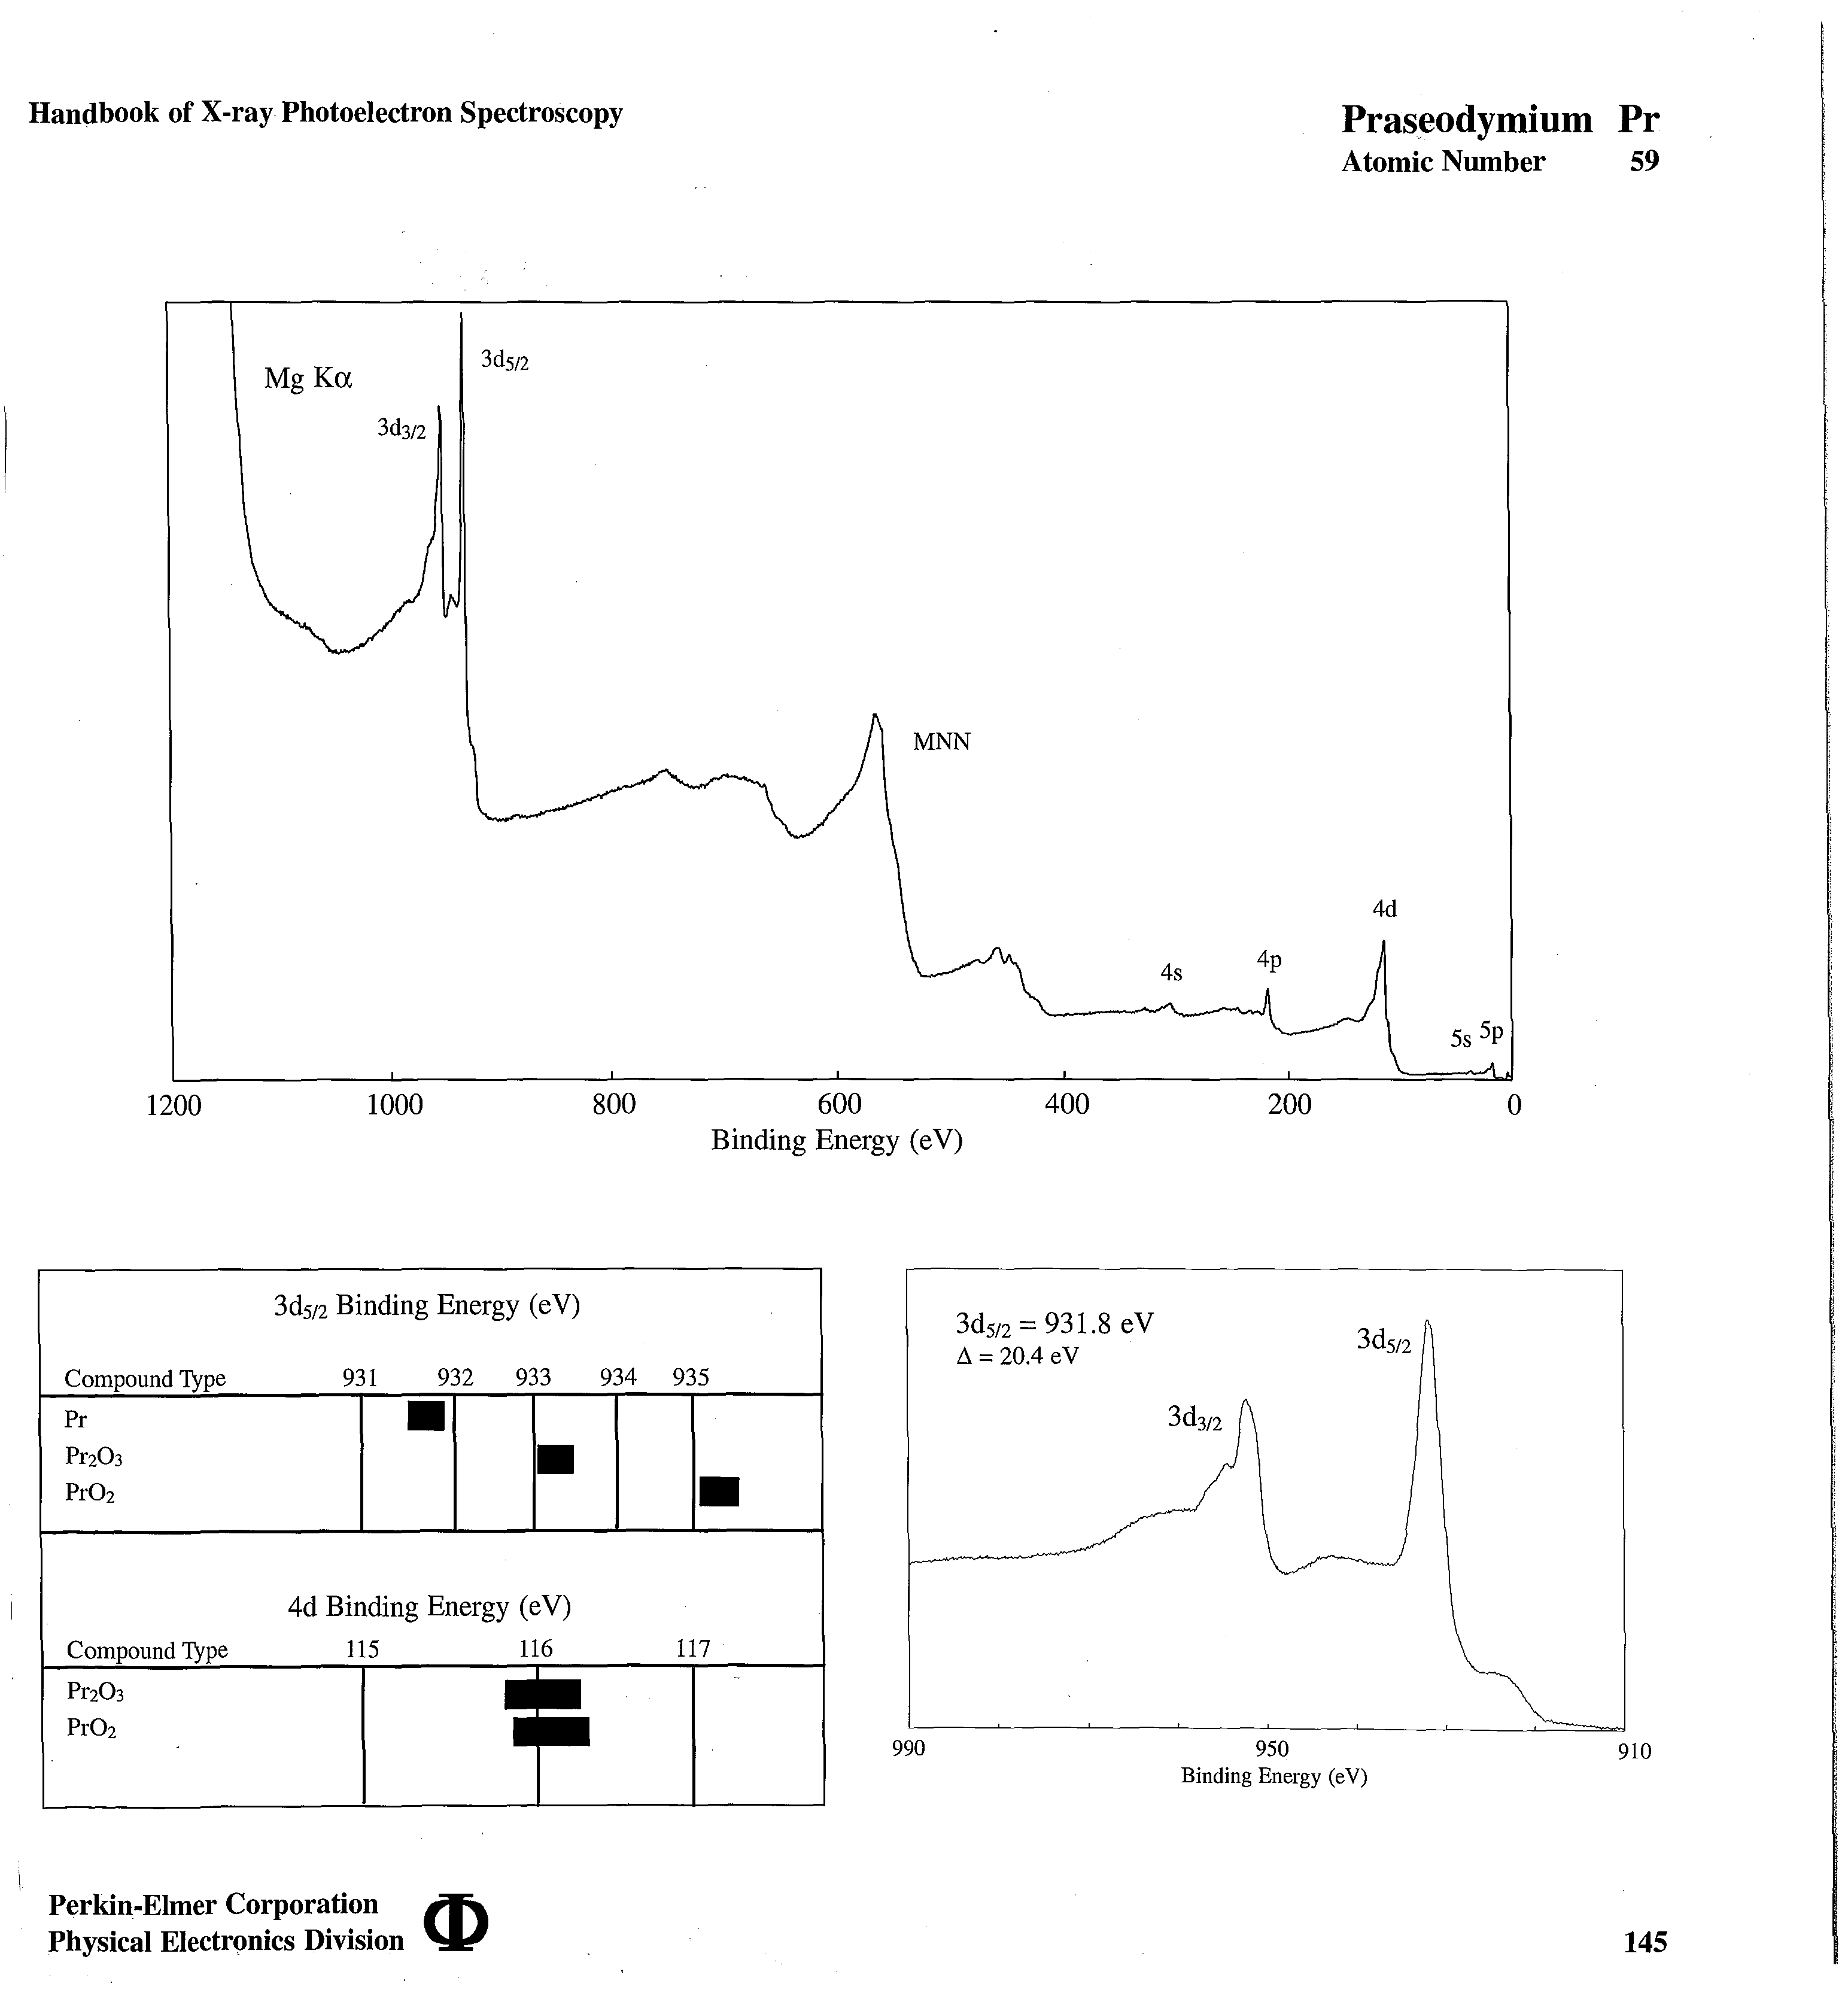 Handbook of X-ray Photoelectron Spectroscopy
Praseodymium Pr
Atomic Number 59
Mg Kα
3d5/2
3d3/2
MNN
4d
4p
4s
5s 5p
1200 1000 800 600 400 200 0
Binding Energy (eV)
3d5/2 Binding Energy (eV)
Compound Type 931 932 933 934 935
Pr
Pr2O3
PrO2
4d Binding Energy (eV)
Compound Type 115 116 117
Pr2O3
PrO2
3d5/2 = 931.8 eV
Δ = 20.4 eV
3d5/2
3d3/2
990 950 910
Binding Energy (eV)
Perkin-Elmer Corporation
Physical Electronics Division
Φ
145